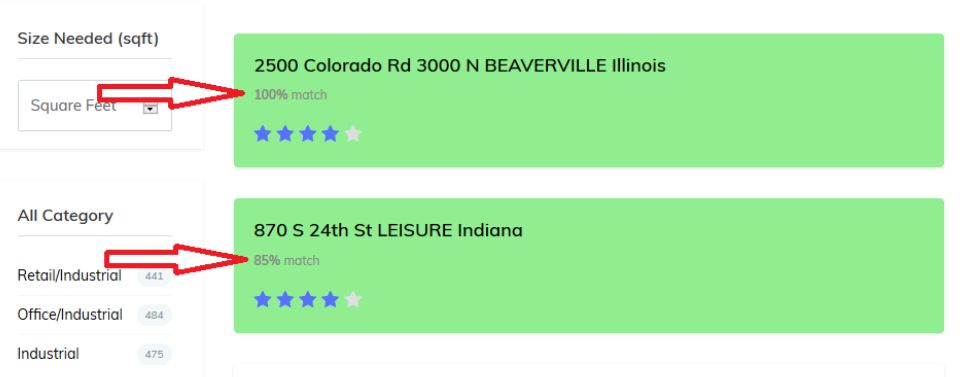 Size Needed (sqft)
Square Feet
All Category
Retail/Industrial 441
Office/Industrial 484
Industrial 475
2500 Colorado Rd 3000 N BEAVERVILLE Illinois
100% match
870 S 24th St LEISURE Indiana
85% match